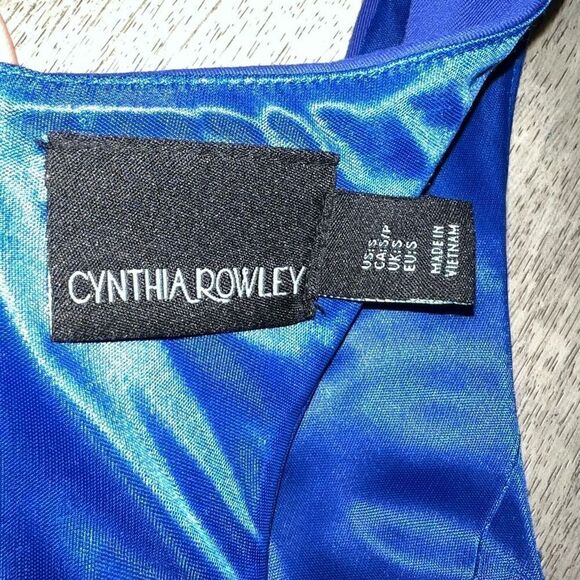 CYNTHIA ROWLEY
US:S
CA:S/P
UK:S
EU:S
MADE IN
VIETNAM